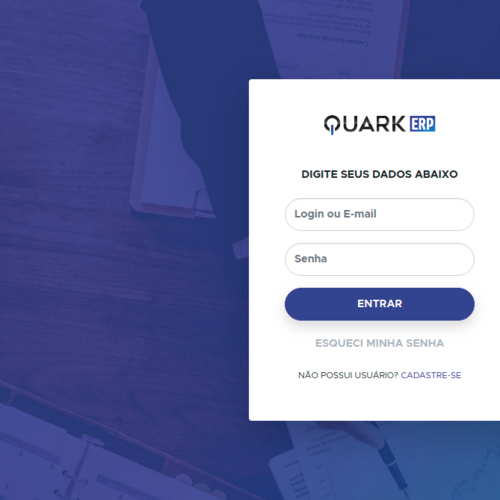 QUARK ERP
DIGITE SEUS DADOS ABAIXO
Login ou E-mail
Senha
ENTRAR
ESQUECI MINHA SENHA
NÃO POSSUI USUÁRIO? CADASTRE-SE